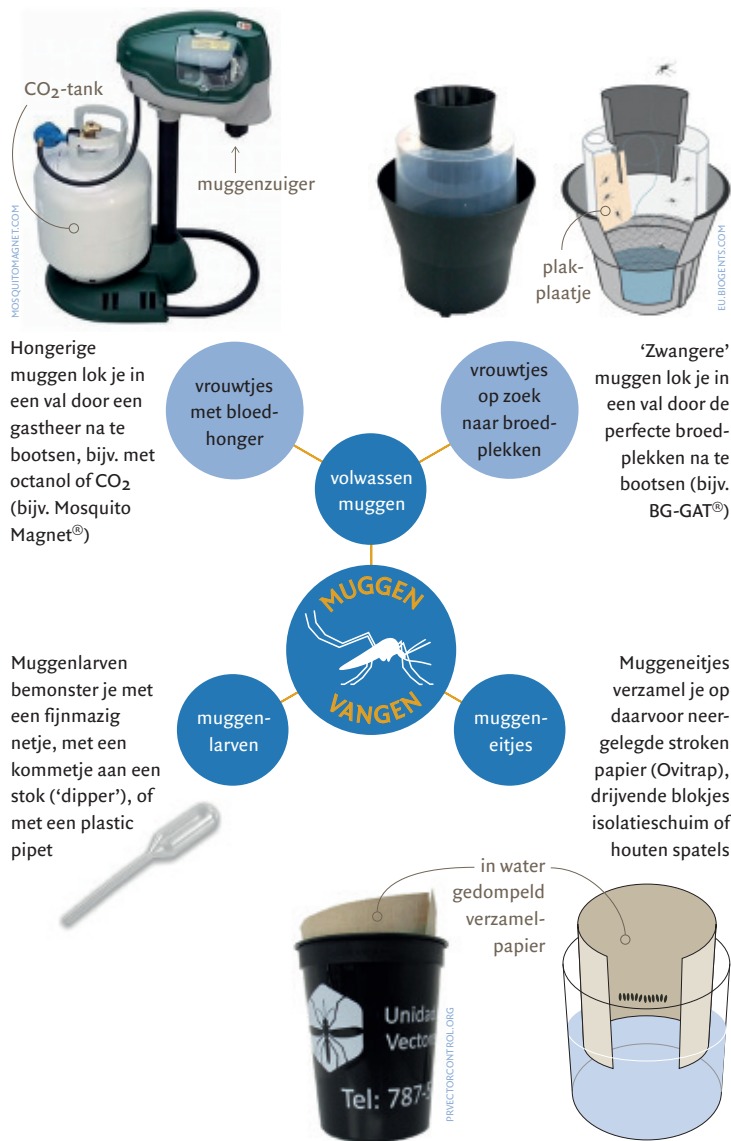 CO2-tank
muggenzuiger
MOSQUITOMAGNET.COM
plak-
plaatje
EU.BIOGENTS.COM
Hongerige
muggen lok je in
een val door een
gastheer na te
bootsen, bijv. met
octanol of CO2
(bijv. Mosquito
Magnet®)
vrouwtjes
met bloed-
honger
vrouwtjes
op zoek
naar broed-
plekken
‘Zwangere’
muggen lok je in
een val door de
perfecte broed-
plekken na te
bootsen (bijv.
BG-GAT®)
volwassen
muggen
MUGGEN
VANGEN
Muggenlarven
bemonster je met
een fijnmazig
netje, met een
kommetje aan een
stok (‘dipper’), of
met een plastic
pipet
muggen-
larven
muggen-
eitjes
Muggeneitjes
verzamel je op
daarvoor neer-
gelegde stroken
papier (Ovitrap),
drijvende blokjes
isolatieschuim of
houten spatels
in water
gedompeld
verzamel-
papier
Unidad
Vector
Tel: 787-5
PRVECTORCONTROL.ORG